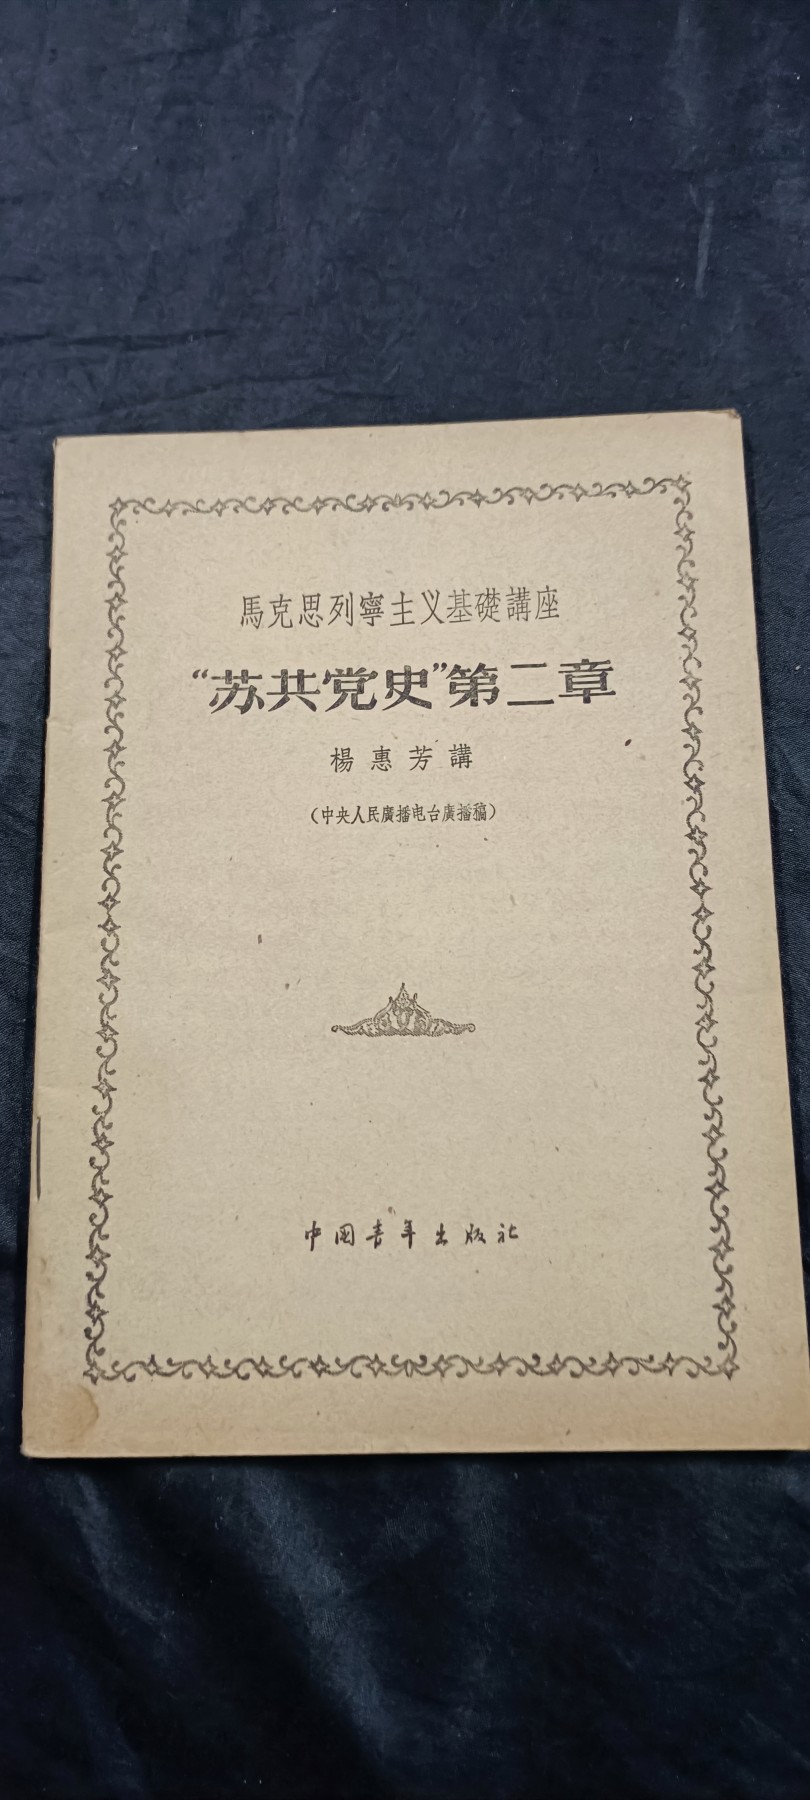 馬克思列寧主义基礎講座
“苏共党史”第二章
楊惠芳講
（中央人民廣播电台廣播稿）
中国青年出版社